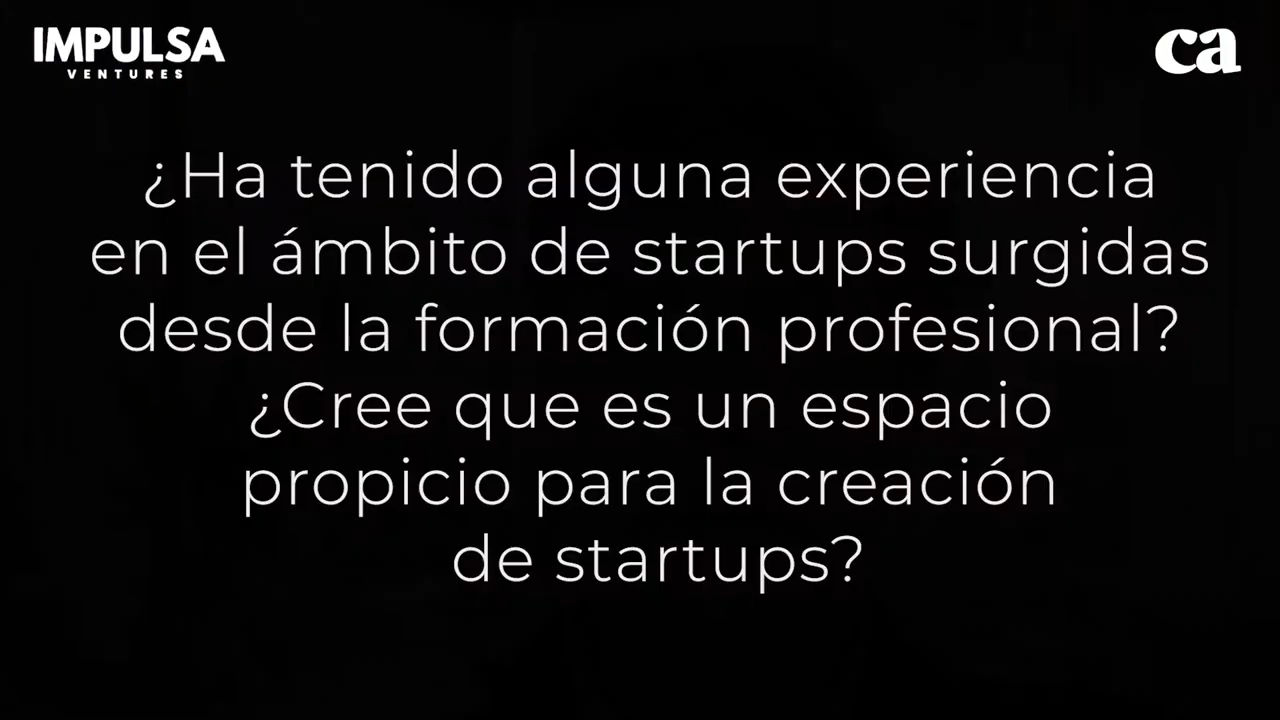 IMPULSA
VENTURES
ca
¿Ha tenido alguna experiencia
en el ámbito de startups surgidas
desde la formación profesional?
¿Cree que es un espacio
propicio para la creación
de startups?